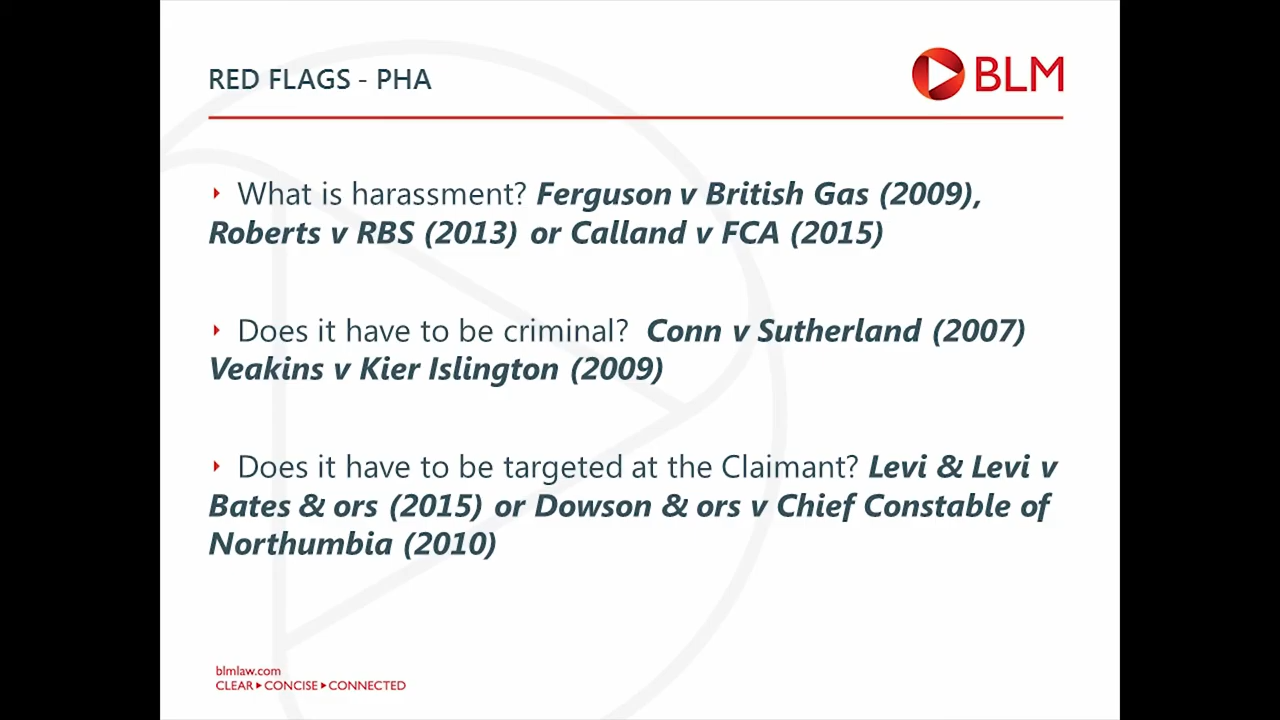 RED FLAGS - PHA
BLM
What is harassment? Ferguson v British Gas (2009),
Roberts v RBS (2013) or Calland v FCA (2015)
Does it have to be criminal? Conn v Sutherland (2007)
Veakins v Kier Islington (2009)
Does it have to be targeted at the Claimant? Levi & Levi v
Bates & ors (2015) or Dowson & ors v Chief Constable of
Northumbia (2010)
blmlaw.com
CLEAR▸CONCISE▸CONNECTED